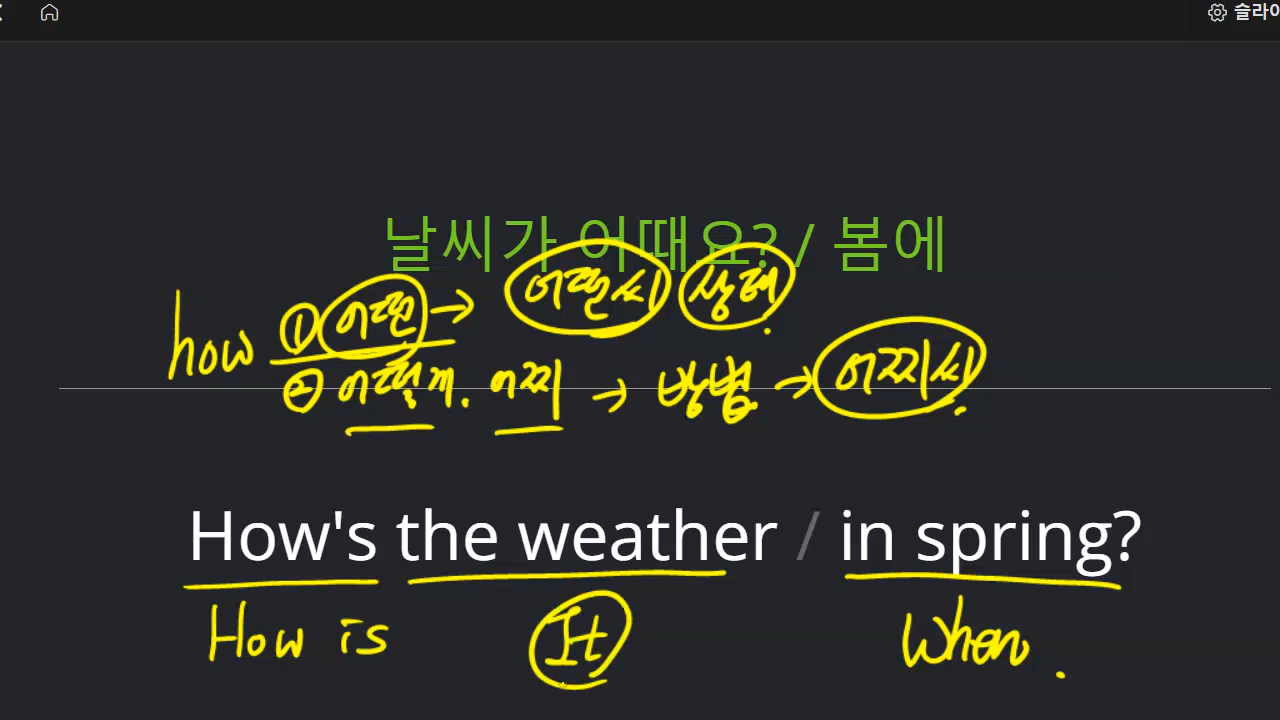 슬라이
날씨가 어때요? / 봄에
how ① 어떤 → 어떤 씨 상태.
② 어떻게. 어찌 → 방법 → 어찌씨.
How's the weather / in spring?
How is It When.